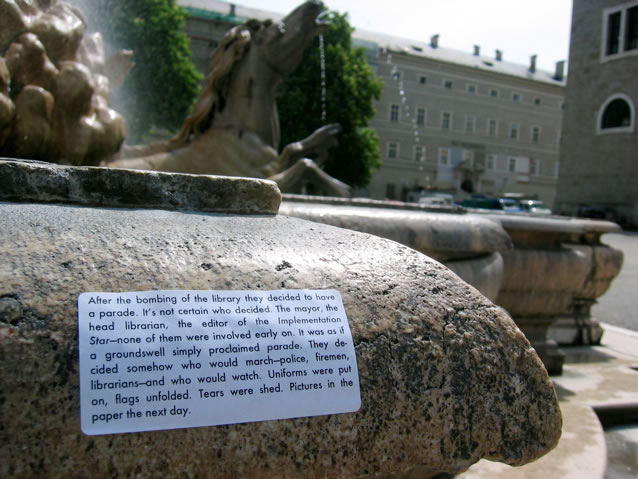 After the bombing of the library they decided to have
a parade. It's not certain who decided. The mayor, the
head librarian, the editor of the Implementation
Star—none of them were involved early on. It was as if
a groundswell simply proclaimed parade. They de-
cided somehow who would march—police, firemen,
librarians—and who would watch. Uniforms were put
on, flags unfolded. Tears were shed. Pictures in the
paper the next day.